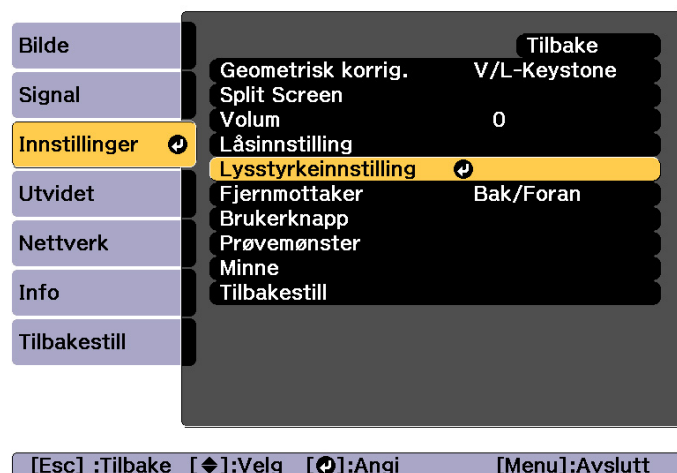 Bilde
Signal
Innstillinger
Utvidet
Nettverk
Info
Tilbakestill
Tilbake
Geometrisk korrig. V/L-Keystone
Split Screen
Volum 0
Låsinnstilling
Lysstyrkeinnstilling
Fjernmottaker Bak/Foran
Brukerknapp
Prøvemønster
Minne
Tilbakestill
[Esc] :Tilbake [◆]:Velg [↵]:Angi [Menu]:Avslutt